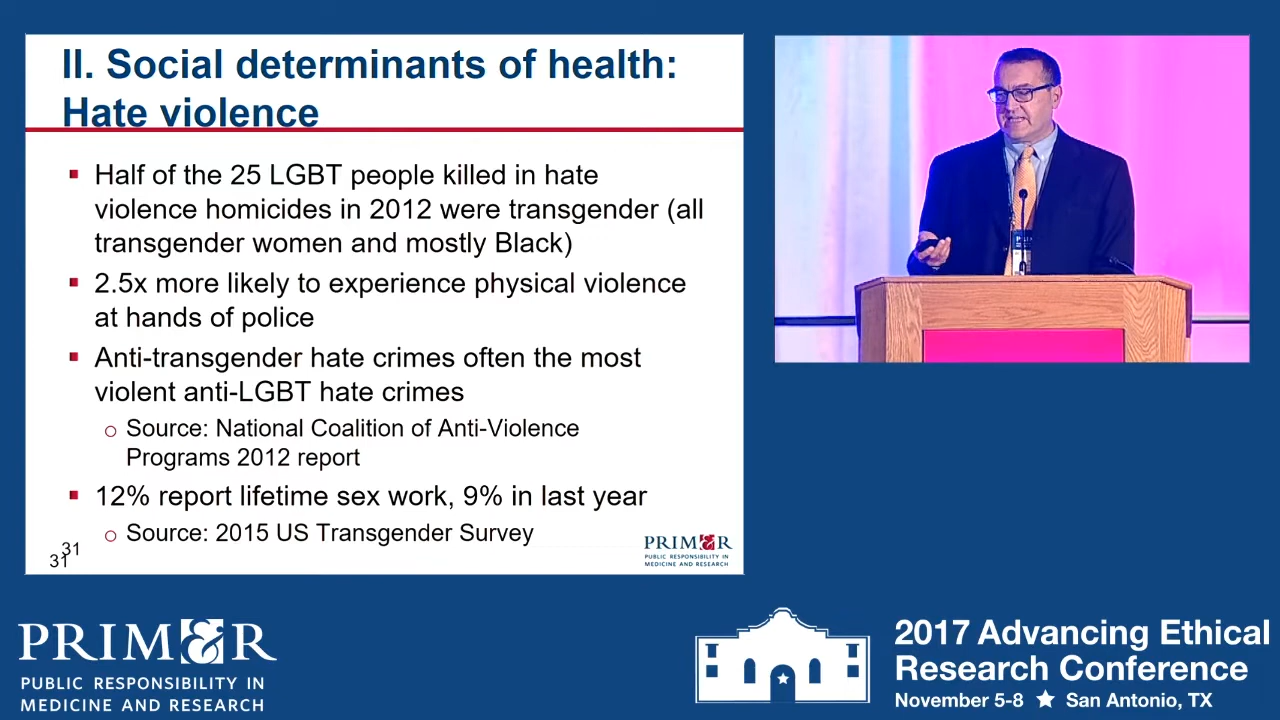 II. Social determinants of health:
Hate violence
Half of the 25 LGBT people killed in hate
violence homicides in 2012 were transgender (all
transgender women and mostly Black)
2.5x more likely to experience physical violence
at hands of police
Anti-transgender hate crimes often the most
violent anti-LGBT hate crimes
Source: National Coalition of Anti-Violence
Programs 2012 report
12% report lifetime sex work, 9% in last year
Source: 2015 US Transgender Survey
31
31
PRIM&R
PUBLIC RESPONSIBILITY IN
MEDICINE AND RESEARCH
PRIM&R
PUBLIC RESPONSIBILITY IN
MEDICINE AND RESEARCH
2017 Advancing Ethical
Research Conference
November 5-8 ★ San Antonio, TX